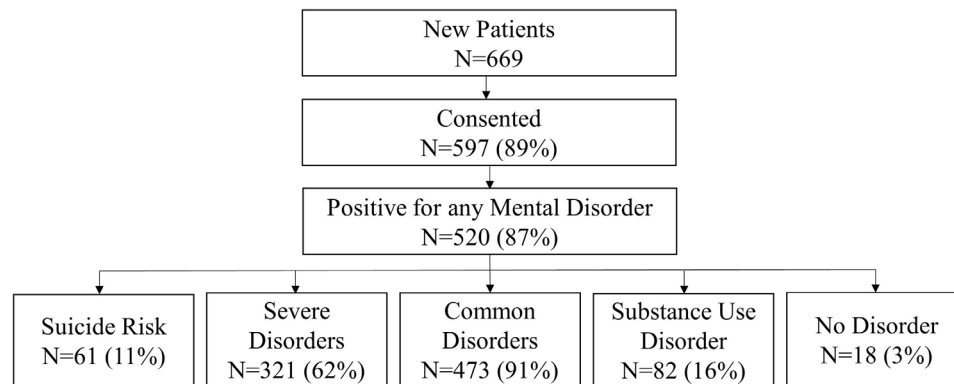 New Patients
N=669
Consented
N=597 (89%)
Positive for any Mental Disorder
N=520 (87%)
Suicide Risk
N=61 (11%)
Severe
Disorders
N=321 (62%)
Common
Disorders
N=473 (91%)
Substance Use
Disorder
N=82 (16%)
No Disorder
N=18 (3%)